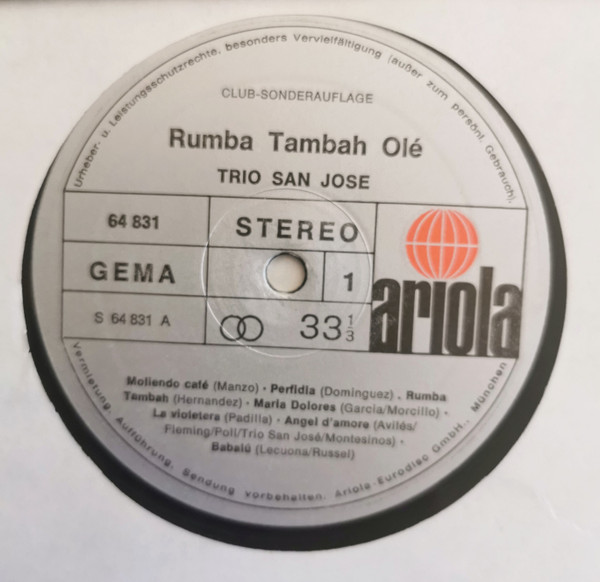 Urheber- u. Leistungsschutzrechte, besonders Vervielfältigung (außer zum persönl. Gebrauch),
CLUB-SONDERAUFLAGE
Rumba Tambah Olé
TRIO SAN JOSE
64 831
STEREO
GEMA
1
S 64 831 A
33 1/3
ariola
Moliendo café (Manzo) · Perfidia (Dominguez) . Rumba
Tambah (Hernandez) · Maria Dolores (Garcia/Morcillo) ·
La violetera (Padilla) · Angel d'amore (Avilés/
Fleming/Poll/Trio San José/Montesinos) ·
Babalú (Lecuona/Russel)
Vermietung, Aufführung, Sendung vorbehalten. Ariola-Eurodisc GmbH., München